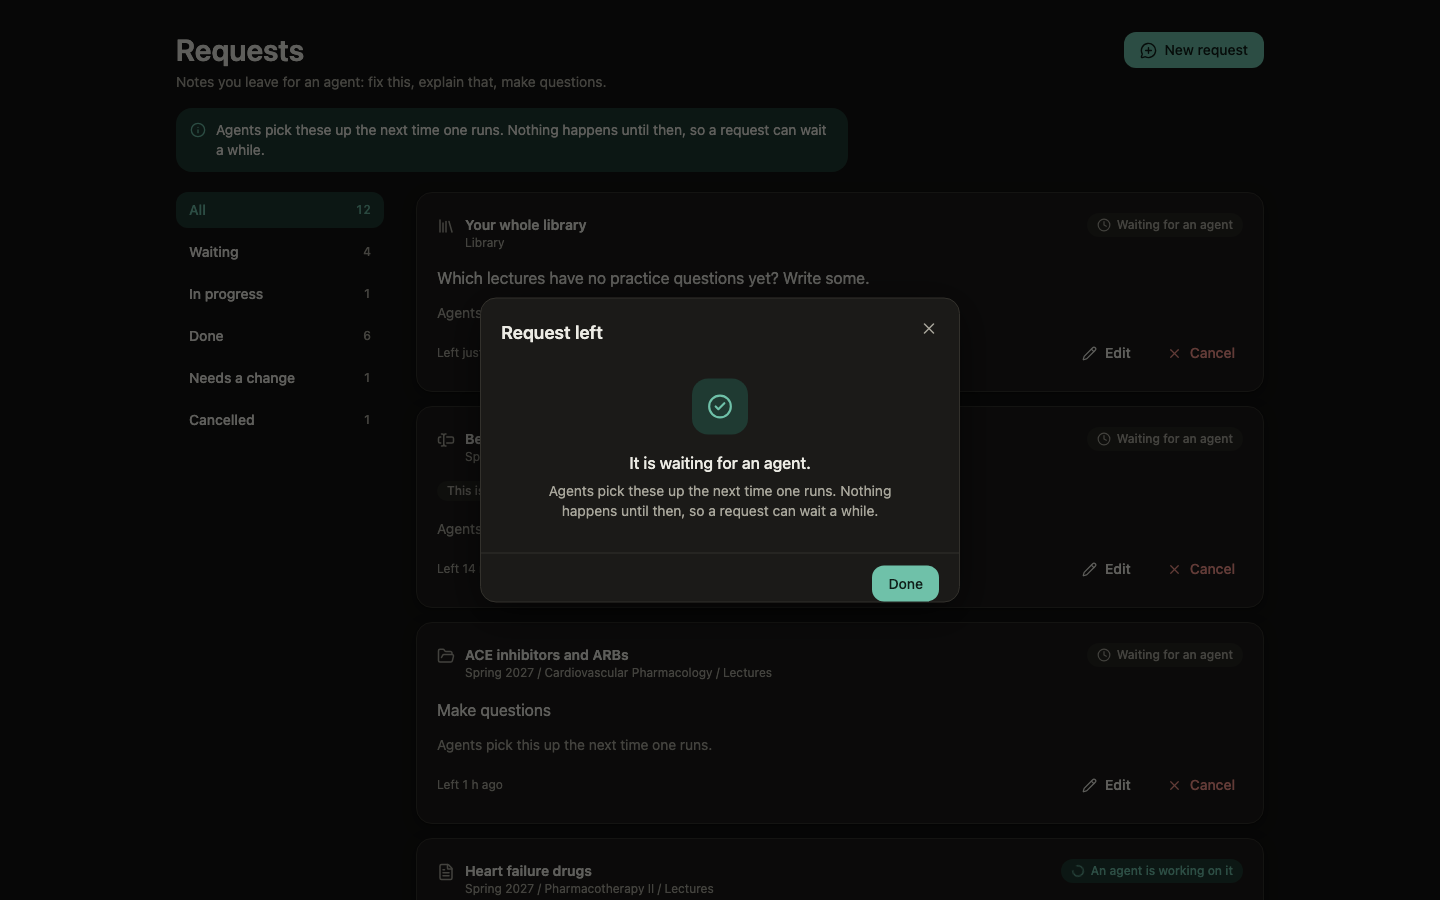 Requests
New request
Notes you leave for an agent: fix this, explain that, make questions.
Agents pick these up the next time one runs. Nothing happens until then, so a request can wait
a while.
All 12
Waiting 4
In progress 1
Done 6
Needs a change 1
Cancelled 1
Your whole library
Library
Waiting for an agent
Which lectures have no practice questions yet? Write some.
Agents
Left just
Edit
Cancel
Request left
It is waiting for an agent.
Agents pick these up the next time one runs. Nothing
happens until then, so a request can wait a while.
Done
Be
Sp
Waiting for an agent
This is
Agents
Left 14
Edit
Cancel
ACE inhibitors and ARBs
Spring 2027 / Cardiovascular Pharmacology / Lectures
Waiting for an agent
Make questions
Agents pick this up the next time one runs.
Left 1 h ago
Edit
Cancel
Heart failure drugs
Spring 2027 / Pharmacotherapy II / Lectures
An agent is working on it